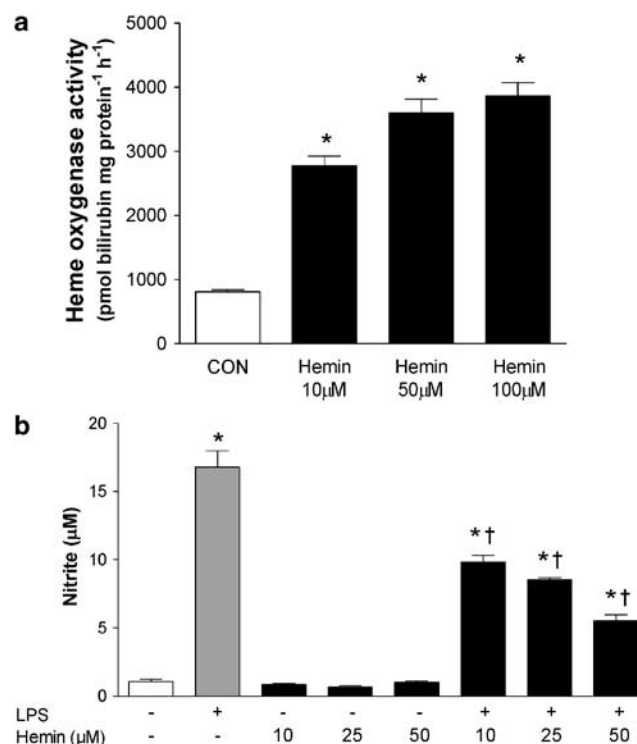 a
Heme oxygenase activity
(pmol bilirubin mg protein⁻¹ h⁻¹)
5000
4000
3000
2000
1000
0
*
*
*
CON
Hemin
10μM
Hemin
50μM
Hemin
100μM
b
Nitrite (μM)
20
15
10
5
0
*
*†
*†
*†
LPS - + - - - + + +
Hemin (μM) - - 10 25 50 10 25 50